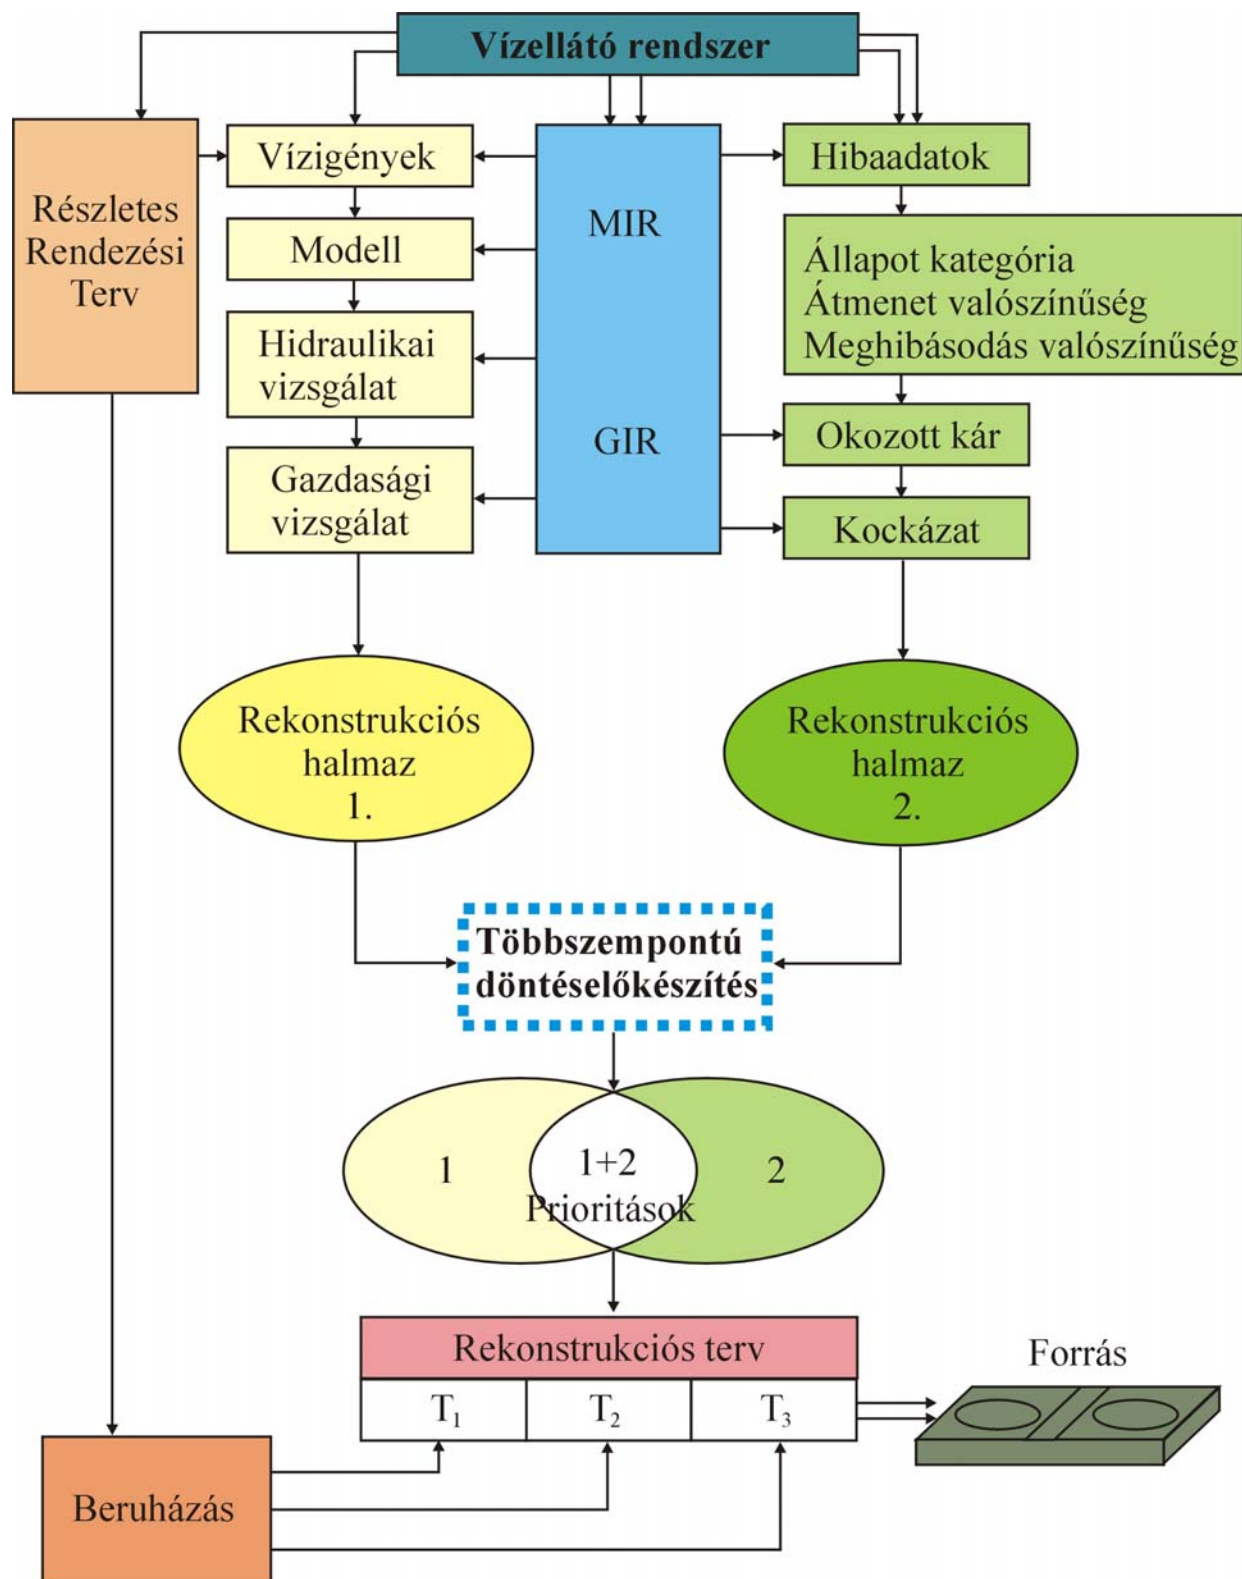 Vízellátó rendszer
Részletes
Rendezési
Terv
Vízigények
Modell
Hidraulikai
vizsgálat
Gazdasági
vizsgálat
MIR
GIR
Hibaadatok
Állapot kategória
Átmenet valószínűség
Meghibásodás valószínűség
Okozott kár
Kockázat
Rekonstrukciós
halmaz
1.
Rekonstrukciós
halmaz
2.
Többszempontú
döntéselőkészítés
1
1+2
Prioritások
2
Rekonstrukciós terv
T₁
T₂
T₃
Forrás
Beruházás